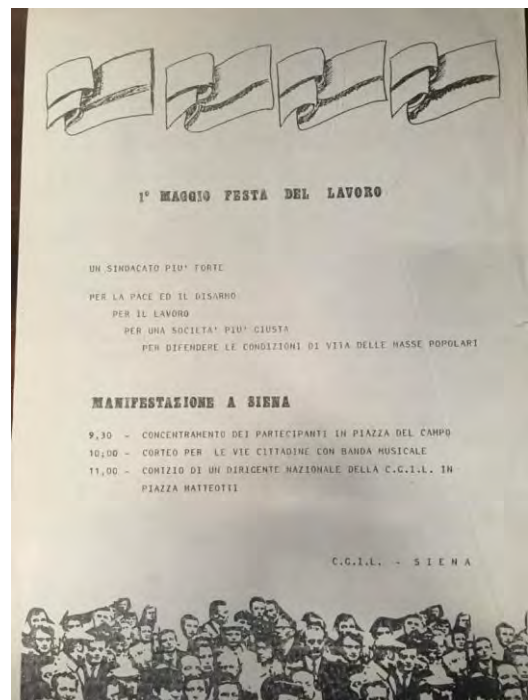 1° MAGGIO FESTA DEL LAVORO
UN SINDACATO PIU' FORTE
PER LA PACE ED IL DISARMO
PER IL LAVORO
PER UNA SOCIETA' PIU' GIUSTA
PER DIFENDERE LE CONDIZIONI DI VITA DELLE MASSE POPOLARI
MANIFESTAZIONE A SIENA
9,30 - CONCENTRAMENTO DEI PARTECIPANTI IN PIAZZA DEL CAMPO
10,00 - CORTEO PER LE VIE CITTADINE CON BANDA MUSICALE
11,00 - COMIZIO DI UN DIRIGENTE NAZIONALE DELLA C.G.I.L. IN
PIAZZA MATTEOTTI
C.G.I.L. - SIENA